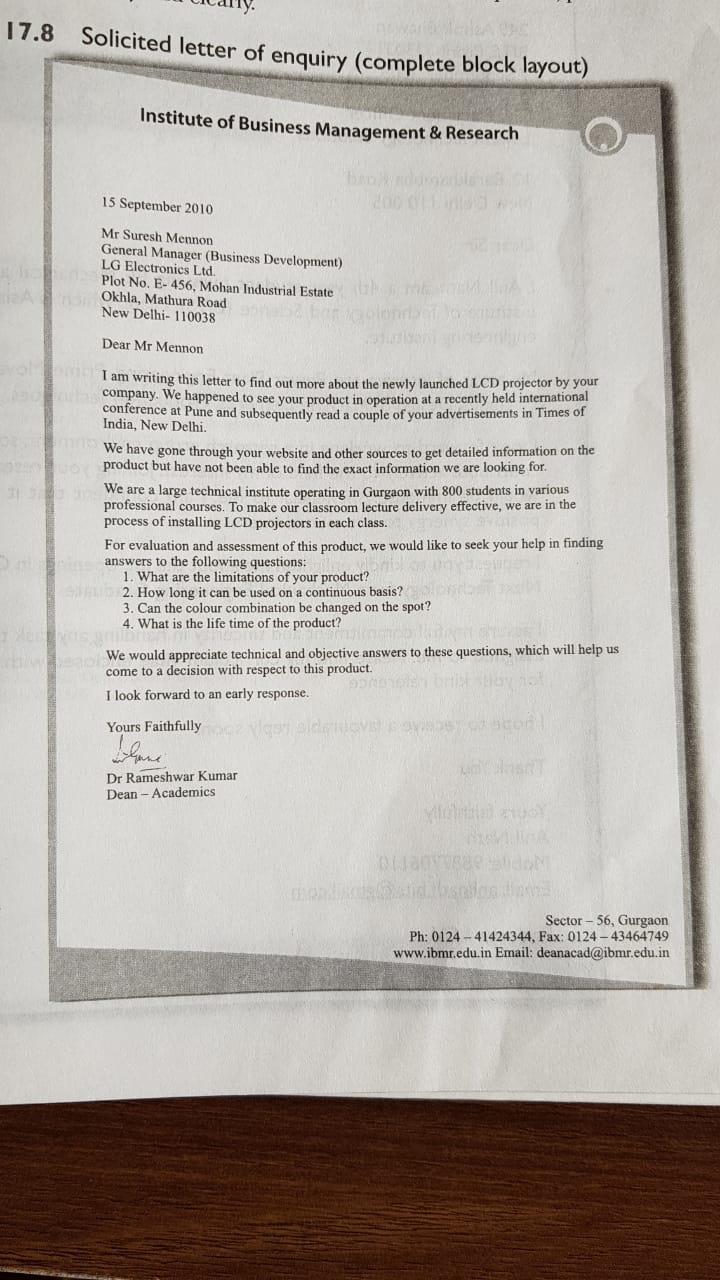 17.8 Solicited letter of enquiry (complete block layout)
Institute of Business Management & Research
15 September 2010
Mr Suresh Mennon
General Manager (Business Development)
LG Electronics Ltd.
Plot No. E- 456, Mohan Industrial Estate
Okhla, Mathura Road
New Delhi- 110038
Dear Mr Mennon
I am writing this letter to find out more about the newly launched LCD projector by your
company. We happened to see your product in operation at a recently held international
conference at Pune and subsequently read a couple of your advertisements in Times of
India, New Delhi.
We have gone through your website and other sources to get detailed information on the
product but have not been able to find the exact information we are looking for.
We are a large technical institute operating in Gurgaon with 800 students in various
professional courses. To make our classroom lecture delivery effective, we are in the
process of installing LCD projectors in each class.
For evaluation and assessment of this product, we would like to seek your help in finding
answers to the following questions:
1. What are the limitations of your product?
2. How long it can be used on a continuous basis?
3. Can the colour combination be changed on the spot?
4. What is the life time of the product?
We would appreciate technical and objective answers to these questions, which will help us
come to a decision with respect to this product.
I look forward to an early response.
Yours Faithfully
Dr Rameshwar Kumar
Dean – Academics
Sector – 56, Gurgaon
Ph: 0124 – 41424344, Fax: 0124 – 43464749
www.ibmr.edu.in Email: deanacad@ibmr.edu.in